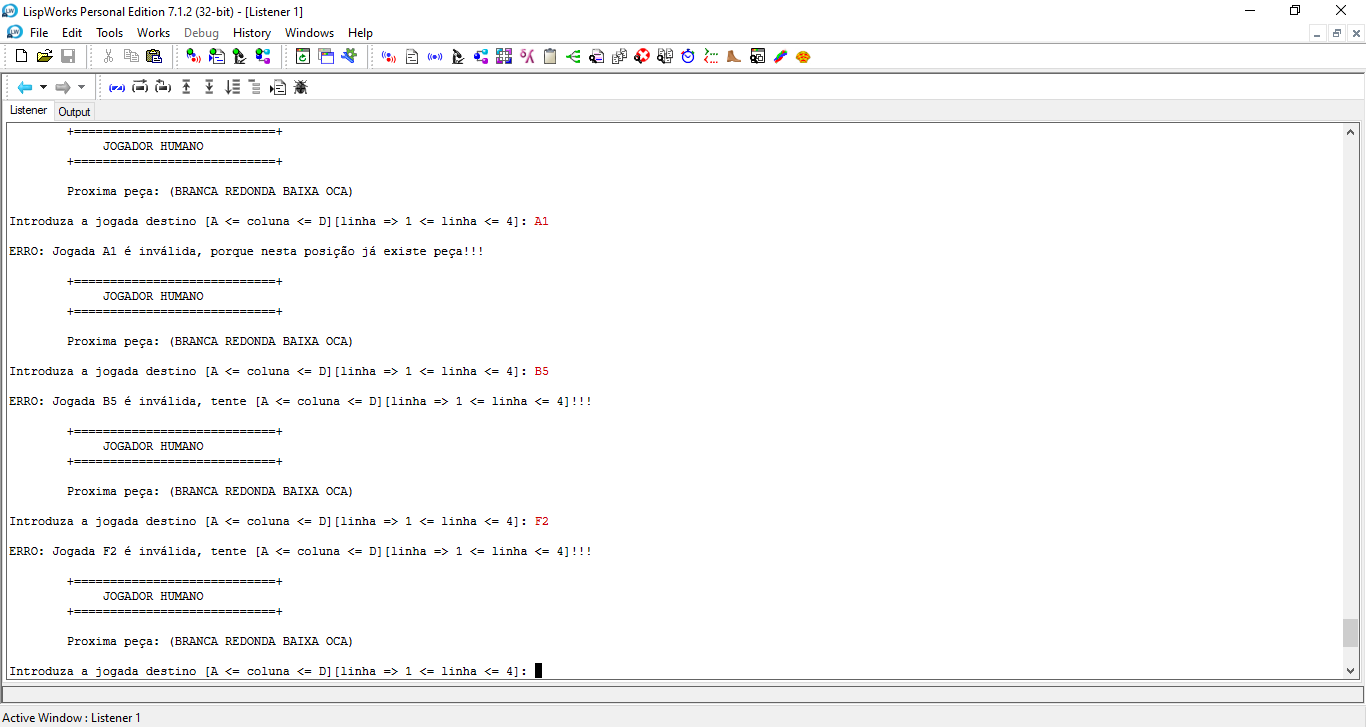 LispWorks Personal Edition 7.1.2 (32-bit) - [Listener 1]
File Edit Tools Works Debug History Windows Help
Listener Output
+============================+
JOGADOR HUMANO
+============================+
Proxima peça: (BRANCA REDONDA BAIXA OCA)
Introduza a jogada destino [A <= coluna <= D][linha => 1 <= linha <= 4]: A1
ERRO: Jogada A1 é inválida, porque nesta posição já existe peça!!!
+============================+
JOGADOR HUMANO
+============================+
Proxima peça: (BRANCA REDONDA BAIXA OCA)
Introduza a jogada destino [A <= coluna <= D][linha => 1 <= linha <= 4]: B5
ERRO: Jogada B5 é inválida, tente [A <= coluna <= D][linha => 1 <= linha <= 4]!!!
+============================+
JOGADOR HUMANO
+============================+
Proxima peça: (BRANCA REDONDA BAIXA OCA)
Introduza a jogada destino [A <= coluna <= D][linha => 1 <= linha <= 4]: F2
ERRO: Jogada F2 é inválida, tente [A <= coluna <= D][linha => 1 <= linha <= 4]!!!
+============================+
JOGADOR HUMANO
+============================+
Proxima peça: (BRANCA REDONDA BAIXA OCA)
Introduza a jogada destino [A <= coluna <= D][linha => 1 <= linha <= 4]:
Active Window : Listener 1